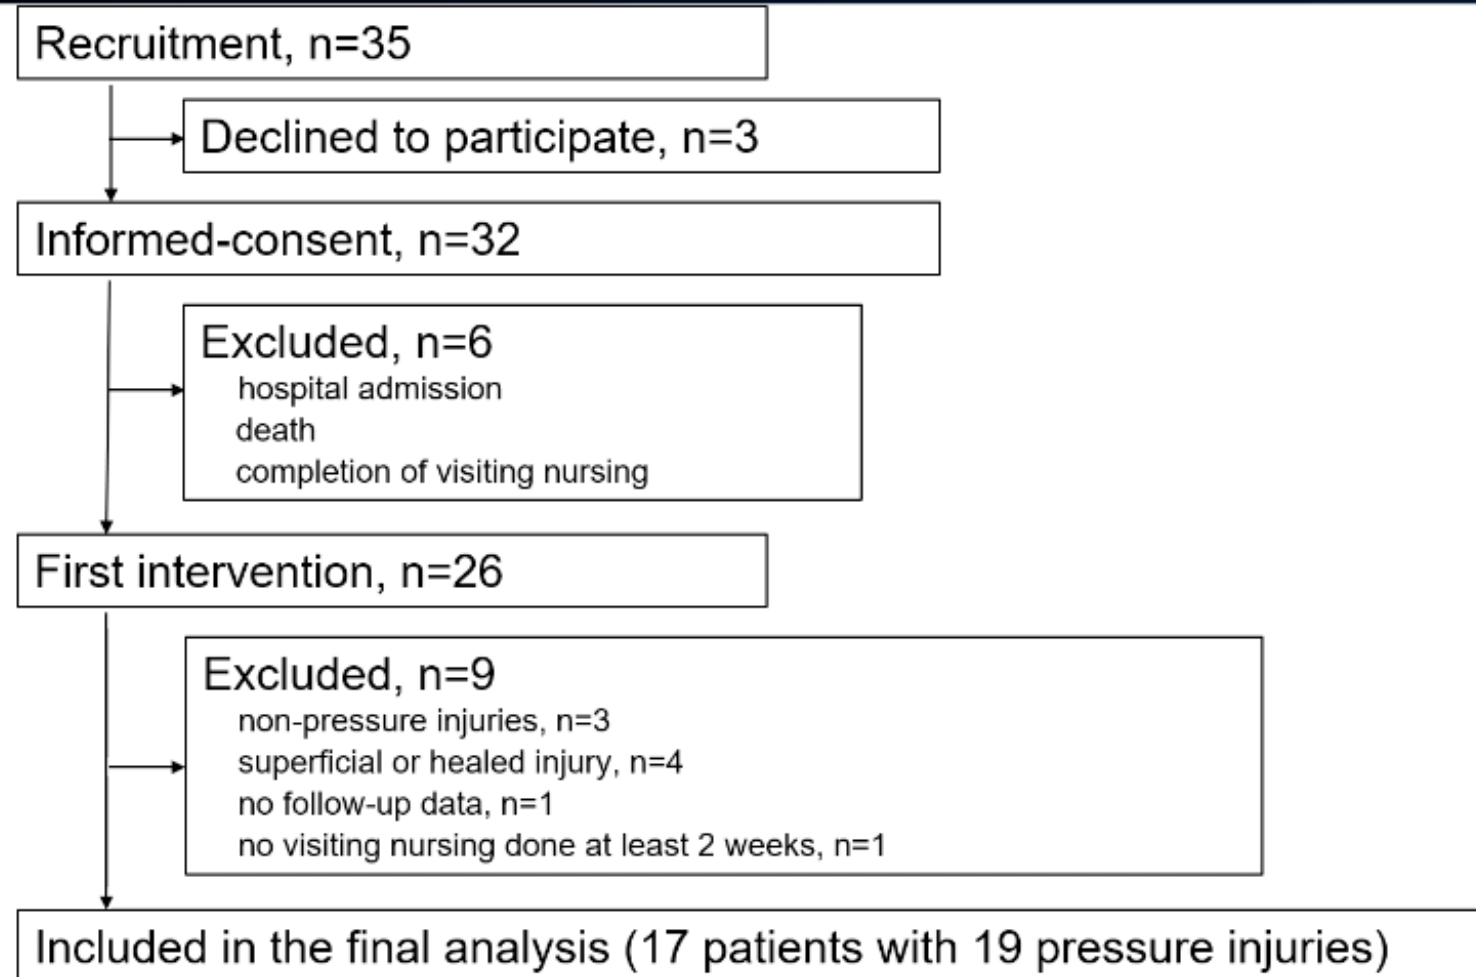 Recruitment, n=35
Declined to participate, n=3
Informed-consent, n=32
Excluded, n=6
hospital admission
death
completion of visiting nursing
First intervention, n=26
Excluded, n=9
non-pressure injuries, n=3
superficial or healed injury, n=4
no follow-up data, n=1
no visiting nursing done at least 2 weeks, n=1
Included in the final analysis (17 patients with 19 pressure injuries)